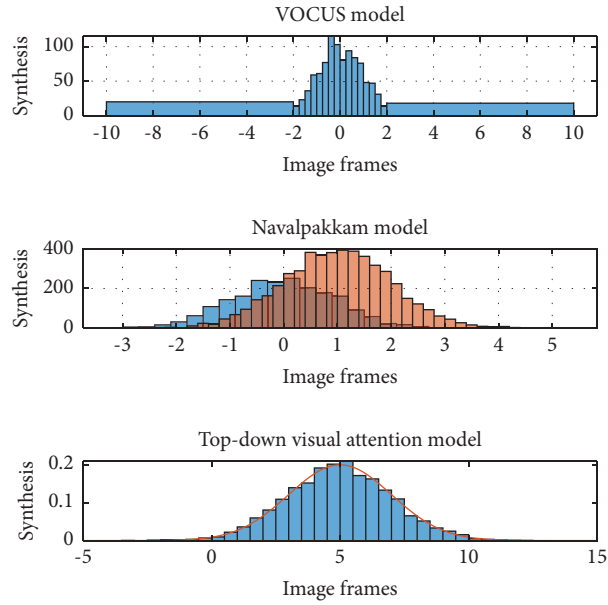 VOCUS model
100
50
0
Synthesis
-10 -8 -6 -4 -2 0 2 4 6 8 10
Image frames
Navalpakkam model
400
200
0
Synthesis
-3 -2 -1 0 1 2 3 4 5
Image frames
Top-down visual attention model
0.2
0.1
0
Synthesis
-5 0 5 10 15
Image frames